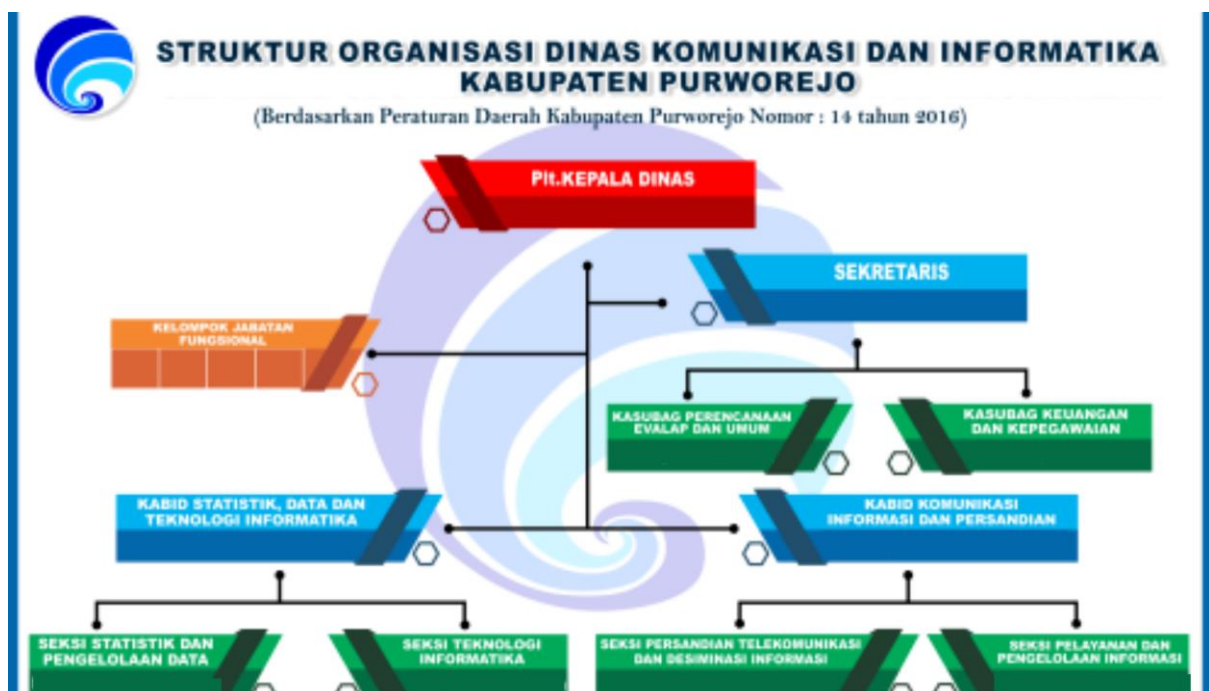 STRUKTUR ORGANISASI DINAS KOMUNIKASI DAN INFORMATIKA
KABUPATEN PURWOREJO
(Berdasarkan Peraturan Daerah Kabupaten Purworejo Nomor : 14 tahun 2016)
Plt.KEPALA DINAS
SEKRETARIS
KELOMPOK JABATAN
FUNGSIONAL
KASUBAG PERENCANAAN
EVALAP DAN UMUM
KASUBAG KEUANGAN
DAN KEPEGAWAIAN
KABID STATISTIK, DATA DAN
TEKNOLOGI INFORMATIKA
KABID KOMUNIKASI
INFORMASI DAN PERSANDIAN
SEKSI STATISTIK DAN
PENGELOLAAN DATA
SEKSI TEKNOLOGI
INFORMATIKA
SEKSI PERSANDIAN TELEKOMUNIKASI
DAN DESIMINASI INFORMASI
SEKSI PELAYANAN DAN
PENGELOLAAN INFORMASI